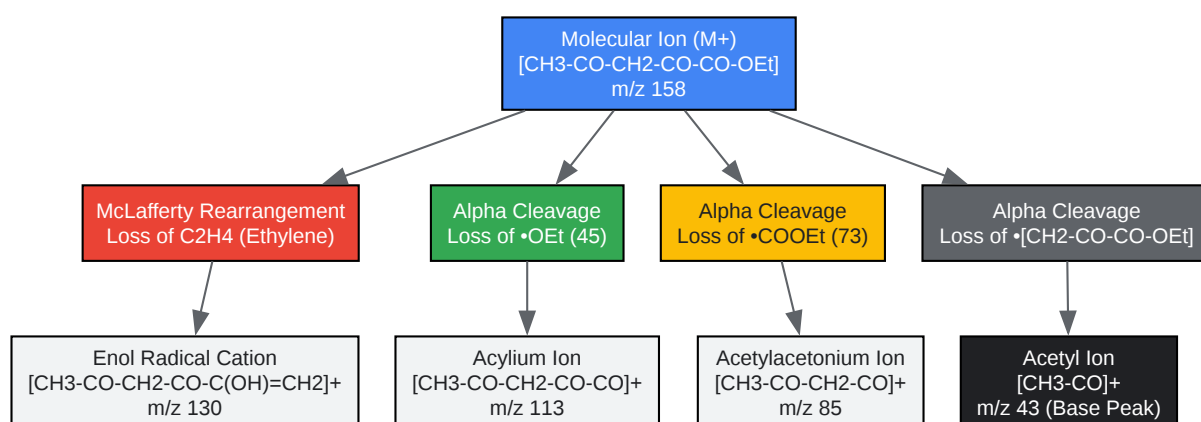 Molecular Ion (M+)
[CH3-CO-CH2-CO-CO-OEt]
m/z 158
McLafferty Rearrangement
Loss of C2H4 (Ethylene)
Alpha Cleavage
Loss of •OEt (45)
Alpha Cleavage
Loss of •COOEt (73)
Alpha Cleavage
Loss of •[CH2-CO-CO-OEt]
Enol Radical Cation
[CH3-CO-CH2-CO-C(OH)=CH2]+
m/z 130
Acylium Ion
[CH3-CO-CH2-CO-CO]+
m/z 113
Acetylacetonium Ion
[CH3-CO-CH2-CO]+
m/z 85
Acetyl Ion
[CH3-CO]+
m/z 43 (Base Peak)